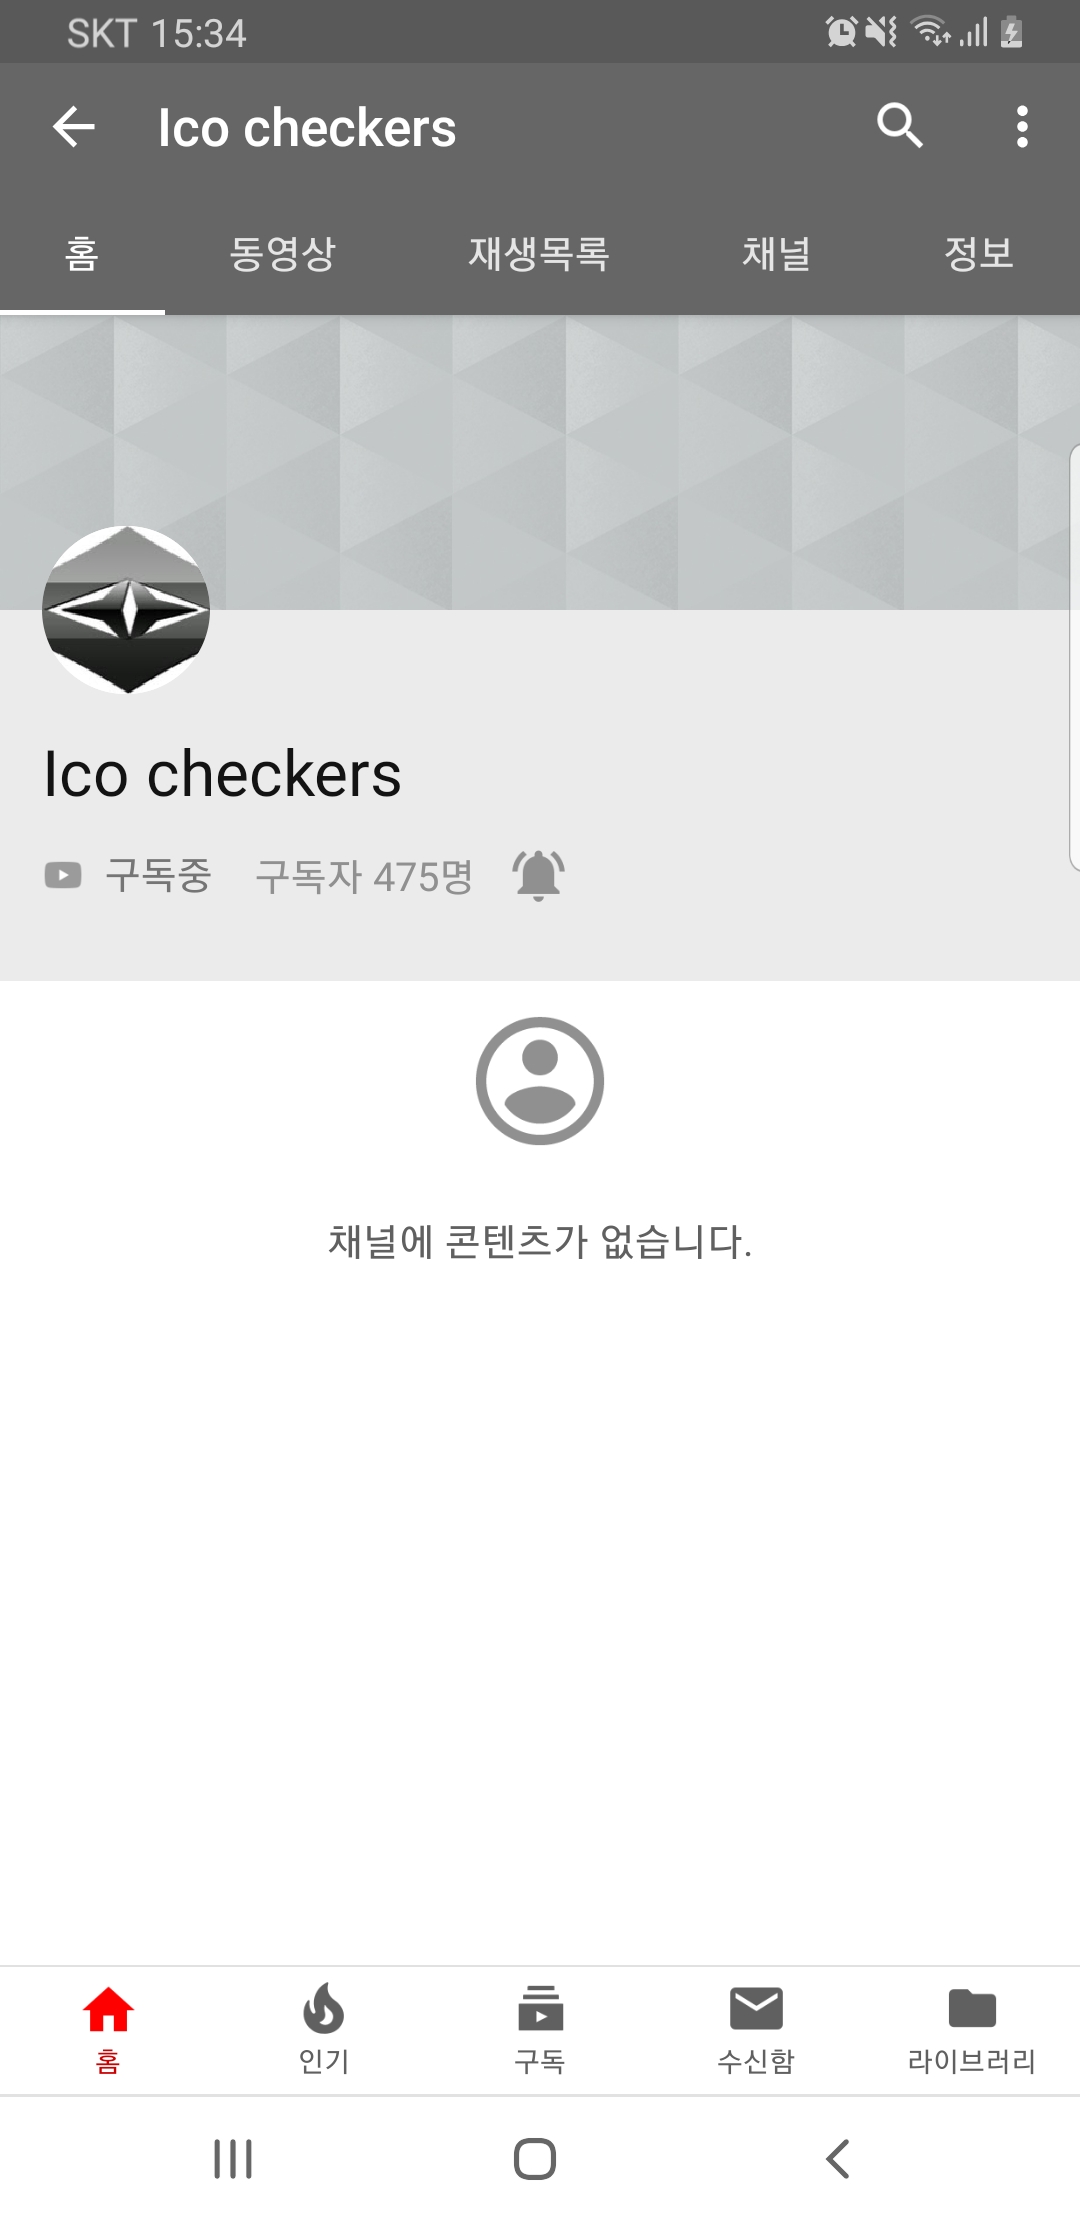 SKT 15:34
Ico checkers
홈 동영상 재생목록 채널 정보
Ico checkers
구독중 구독자 475명
채널에 콘텐츠가 없습니다.
홈 인기 구독 수신함 라이브러리